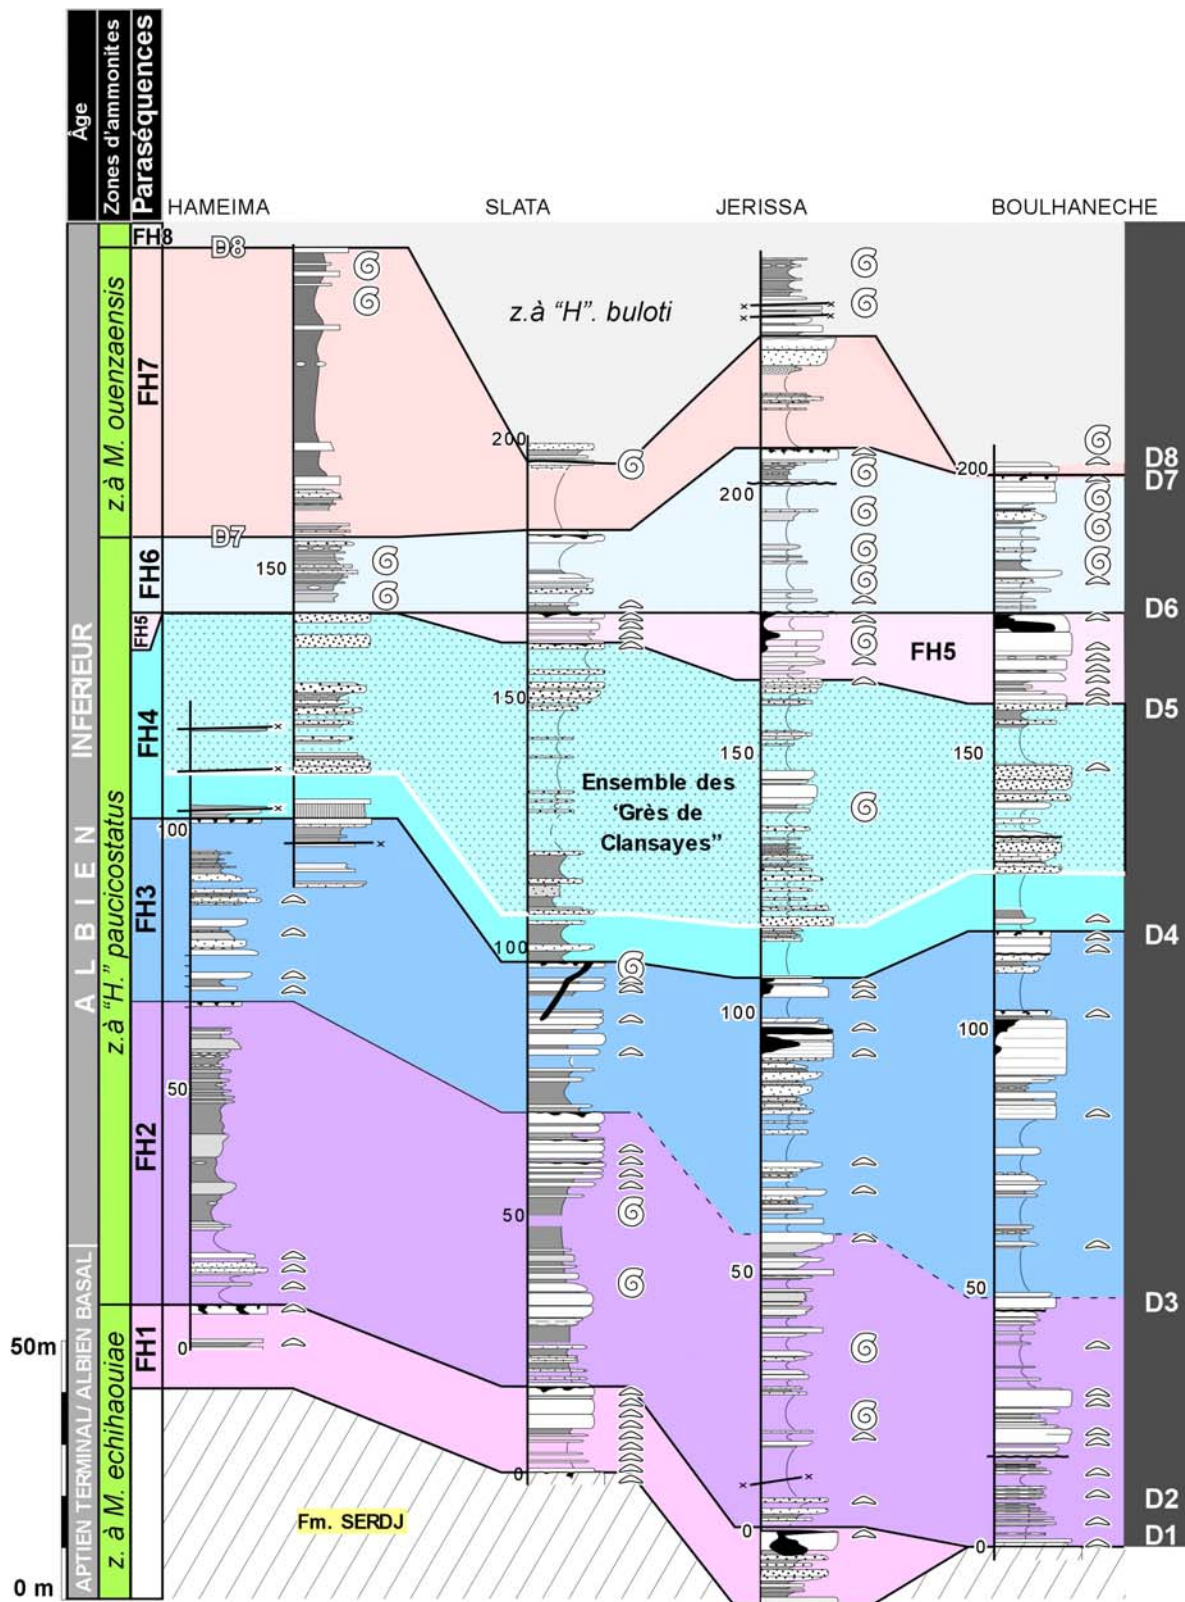 Âge
Zones d'ammonites
Paraséquences
HAMEIMA
SLATA
JERISSA
BOULHANECHE
FH8
D8
z.à "H". buloti
z.à M. ouenzaensis
FH7
200
200
200
D8
D7
D7
150
FH6
D6
FH5
FH5
D5
INFERIEUR
FH4
150
150
150
Ensemble des
‘Grès de
Clansayes”
100
ALBIEN
z.à "H." paucicostatus
FH3
100
D4
100
100
50
FH2
50
50
50
D3
APTIEN TERMINAL/ ALBIEN BASAL
z. à M. echihaouiae
FH1
50m
0
0
Fm. SERDJ
0
0
D2
D1
0 m